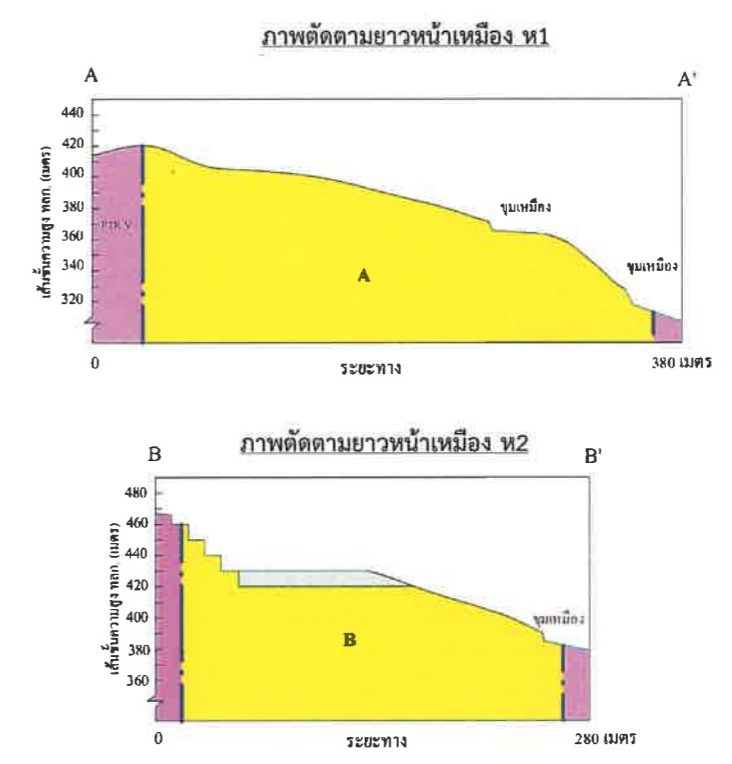 ภาพตัดตามยาวหน้าเหมือง ห1
A A'
เส้นชั้นความสูง ทลก. (เมตร)
440
420
400
380
360
340
320
ขุมเหมือง
ขุมเหมือง
A
0 ระยะทาง 380 เมตร
ภาพตัดตามยาวหน้าเหมือง ห2
B B'
เส้นชั้นความสูง ทลก. (เมตร)
480
460
440
420
400
380
360
ขุมเหมือง
B
0 ระยะทาง 280 เมตร